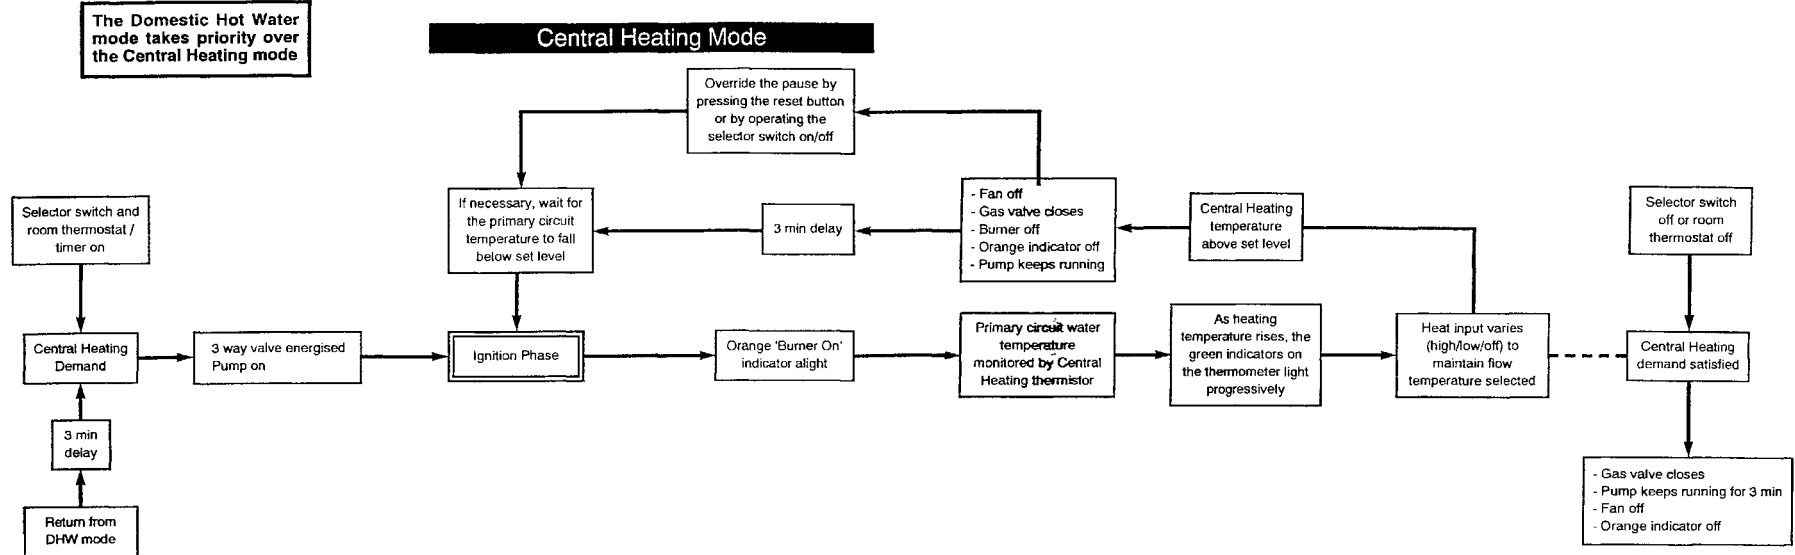 The Domestic Hot Water
mode takes priority over
the Central Heating mode
Central Heating Mode
Override the pause by
pressing the reset button
or by operating the
selector switch on/off
Selector switch and
room thermostat /
timer on
If necessary, wait for
the primary circuit
temperature to fall
below set level
3 min delay
- Fan off
- Gas valve closes
- Burner off
- Orange indicator off
- Pump keeps running
Central Heating
temperature
above set level
Selector switch
off or room
thermostat off
Central Heating
Demand
3 way valve energised
Pump on
Ignition Phase
Orange 'Burner On'
indicator alight
Primary circuit water
temperature
monitored by Central
Heating thermistor
As heating
temperature rises, the
green indicators on
the thermometer light
progressively
Heat input varies
(high/low/off) to
maintain flow
temperature selected
Central Heating
demand satisfied
3 min
delay
Return from
DHW mode
- Gas valve closes
- Pump keeps running for 3 min
- Fan off
- Orange indicator off